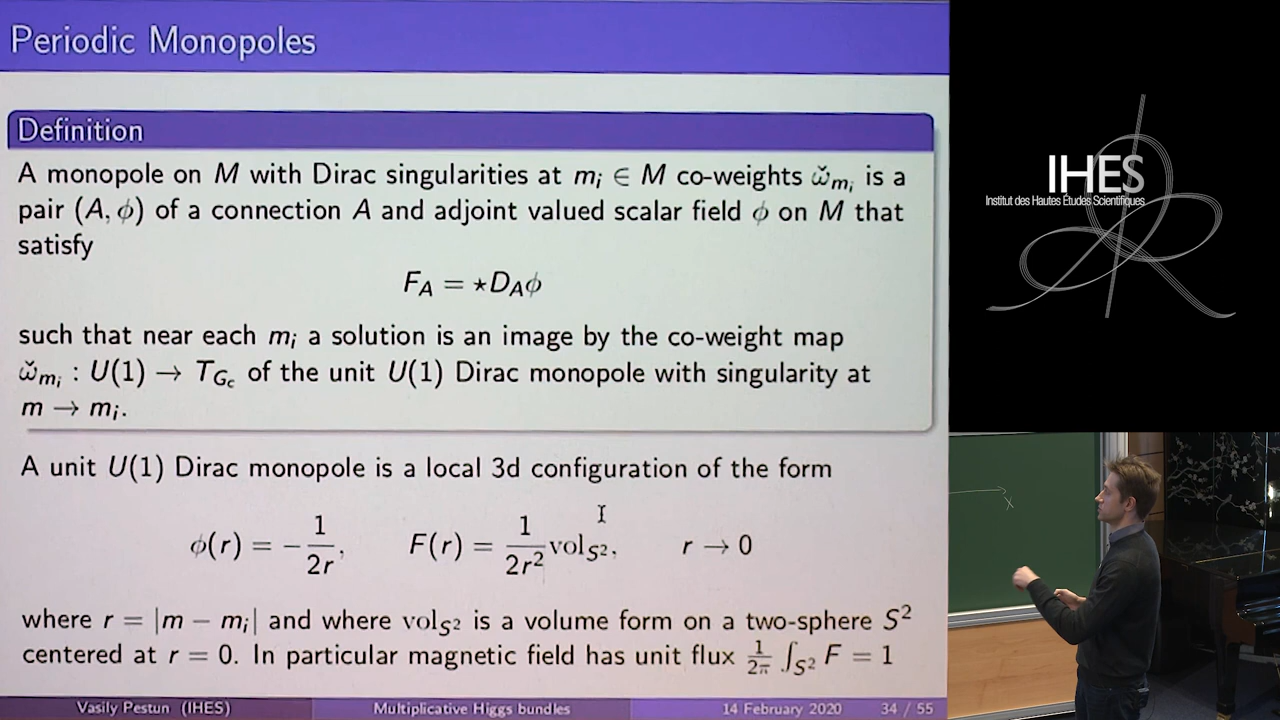 Periodic Monopoles
Definition
A monopole on M with Dirac singularities at mᵢ ∈ M co-weights ω̌_{mᵢ} is a
pair (A, ϕ) of a connection A and adjoint valued scalar field ϕ on M that
satisfy
F_A = ⋆D_Aϕ
such that near each mᵢ a solution is an image by the co-weight map
ω̌_{mᵢ} : U(1) → T_{G_c} of the unit U(1) Dirac monopole with singularity at
m → mᵢ.
A unit U(1) Dirac monopole is a local 3d configuration of the form
ϕ(r) = −1/2r, F(r) = 1/2r² vol_{S²}, r → 0
where r = |m − mᵢ| and where vol_{S²} is a volume form on a two-sphere S²
centered at r = 0. In particular magnetic field has unit flux 1/2π ∫_{S²} F = 1
Vasily Pestun (IHES) Multiplicative Higgs bundles 14 February 2020 34 / 55
IHES
Institut des Hautes Études Scientifiques
x